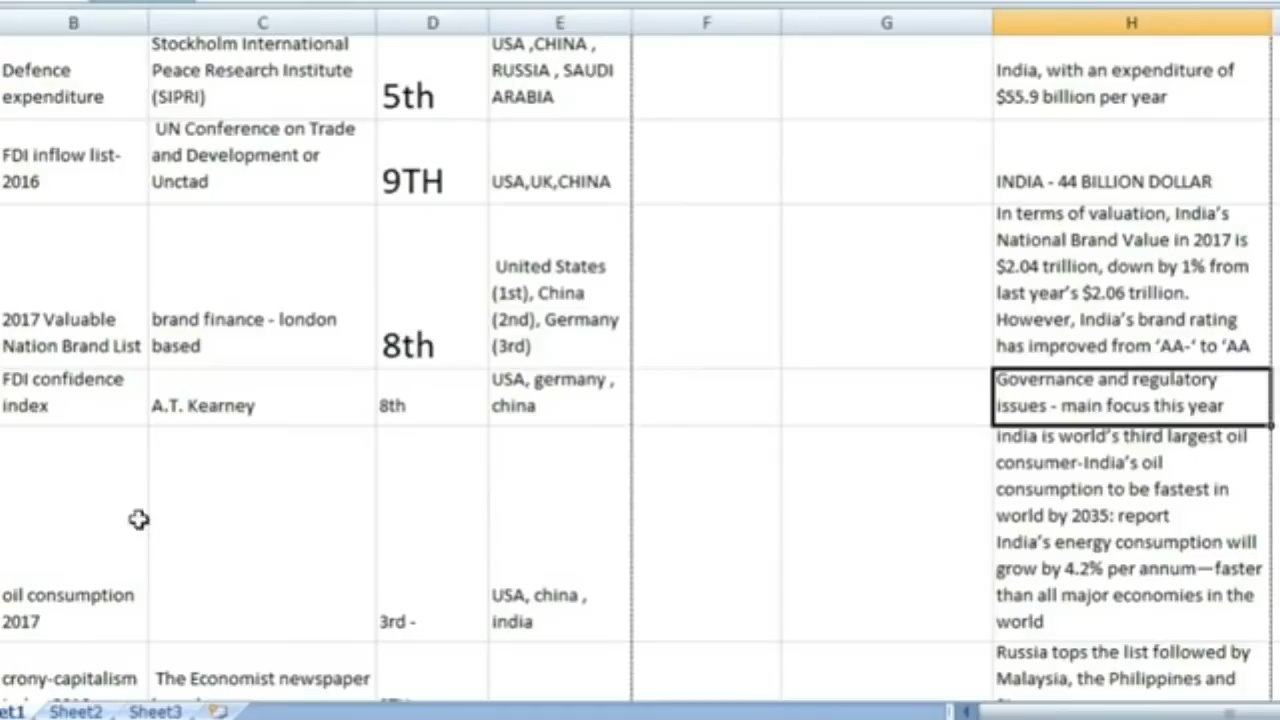 B C D E F G H
Stockholm International
Peace Research Institute
(SIPRI)
Defence
expenditure
5th
USA ,CHINA ,
RUSSIA , SAUDI
ARABIA
India, with an expenditure of
$55.9 billion per year
FDI inflow list-
2016
UN Conference on Trade
and Development or
Unctad
9TH
USA,UK,CHINA
INDIA - 44 BILLION DOLLAR
2017 Valuable
Nation Brand List
brand finance - london
based
8th
United States
(1st), China
(2nd), Germany
(3rd)
In terms of valuation, India’s
National Brand Value in 2017 is
$2.04 trillion, down by 1% from
last year’s $2.06 trillion.
However, India’s brand rating
has improved from ‘AA-‘ to ‘AA
FDI confidence
index
A.T. Kearney
8th
USA, germany ,
china
Governance and regulatory
issues - main focus this year
oil consumption
2017
3rd -
USA, china ,
india
India is world’s third largest oil
consumer-India’s oil
consumption to be fastest in
world by 2035: report
India’s energy consumption will
grow by 4.2% per annum—faster
than all major economies in the
world
crony-capitalism
The Economist newspaper
Russia tops the list followed by
Malaysia, the Philippines and
et1 Sheet2 Sheet3